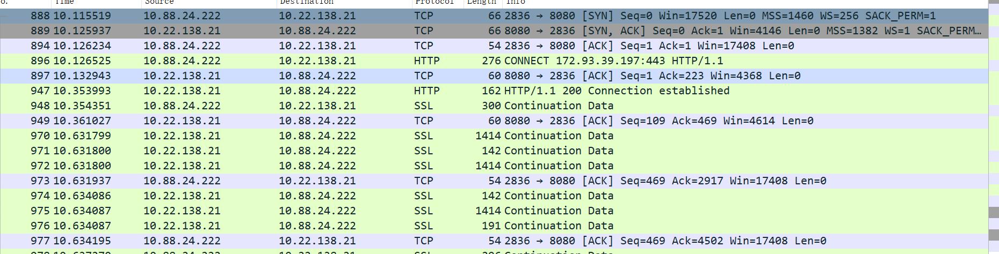 o. Time Source Destination Protocol Length Info
888 10.115519 10.88.24.222 10.22.138.21 TCP 66 2836 → 8080 [SYN] Seq=0 Win=17520 Len=0 MSS=1460 WS=256 SACK_PERM=1
889 10.125937 10.22.138.21 10.88.24.222 TCP 66 8080 → 2836 [SYN, ACK] Seq=0 Ack=1 Win=4146 Len=0 MSS=1382 WS=1 SACK_PERM…
894 10.126234 10.88.24.222 10.22.138.21 TCP 54 2836 → 8080 [ACK] Seq=1 Ack=1 Win=17408 Len=0
896 10.126525 10.88.24.222 10.22.138.21 HTTP 276 CONNECT 172.93.39.197:443 HTTP/1.1
897 10.132943 10.22.138.21 10.88.24.222 TCP 60 8080 → 2836 [ACK] Seq=1 Ack=223 Win=4368 Len=0
947 10.353993 10.22.138.21 10.88.24.222 HTTP 162 HTTP/1.1 200 Connection established
948 10.354351 10.88.24.222 10.22.138.21 SSL 300 Continuation Data
949 10.361027 10.22.138.21 10.88.24.222 TCP 60 8080 → 2836 [ACK] Seq=109 Ack=469 Win=4614 Len=0
970 10.631799 10.22.138.21 10.88.24.222 SSL 1414 Continuation Data
971 10.631800 10.22.138.21 10.88.24.222 SSL 142 Continuation Data
972 10.631800 10.22.138.21 10.88.24.222 SSL 1414 Continuation Data
973 10.631937 10.88.24.222 10.22.138.21 TCP 54 2836 → 8080 [ACK] Seq=469 Ack=2917 Win=17408 Len=0
974 10.634086 10.22.138.21 10.88.24.222 SSL 142 Continuation Data
975 10.634087 10.22.138.21 10.88.24.222 SSL 1414 Continuation Data
976 10.634087 10.22.138.21 10.88.24.222 SSL 191 Continuation Data
977 10.634195 10.88.24.222 10.22.138.21 TCP 54 2836 → 8080 [ACK] Seq=469 Ack=4502 Win=17408 Len=0